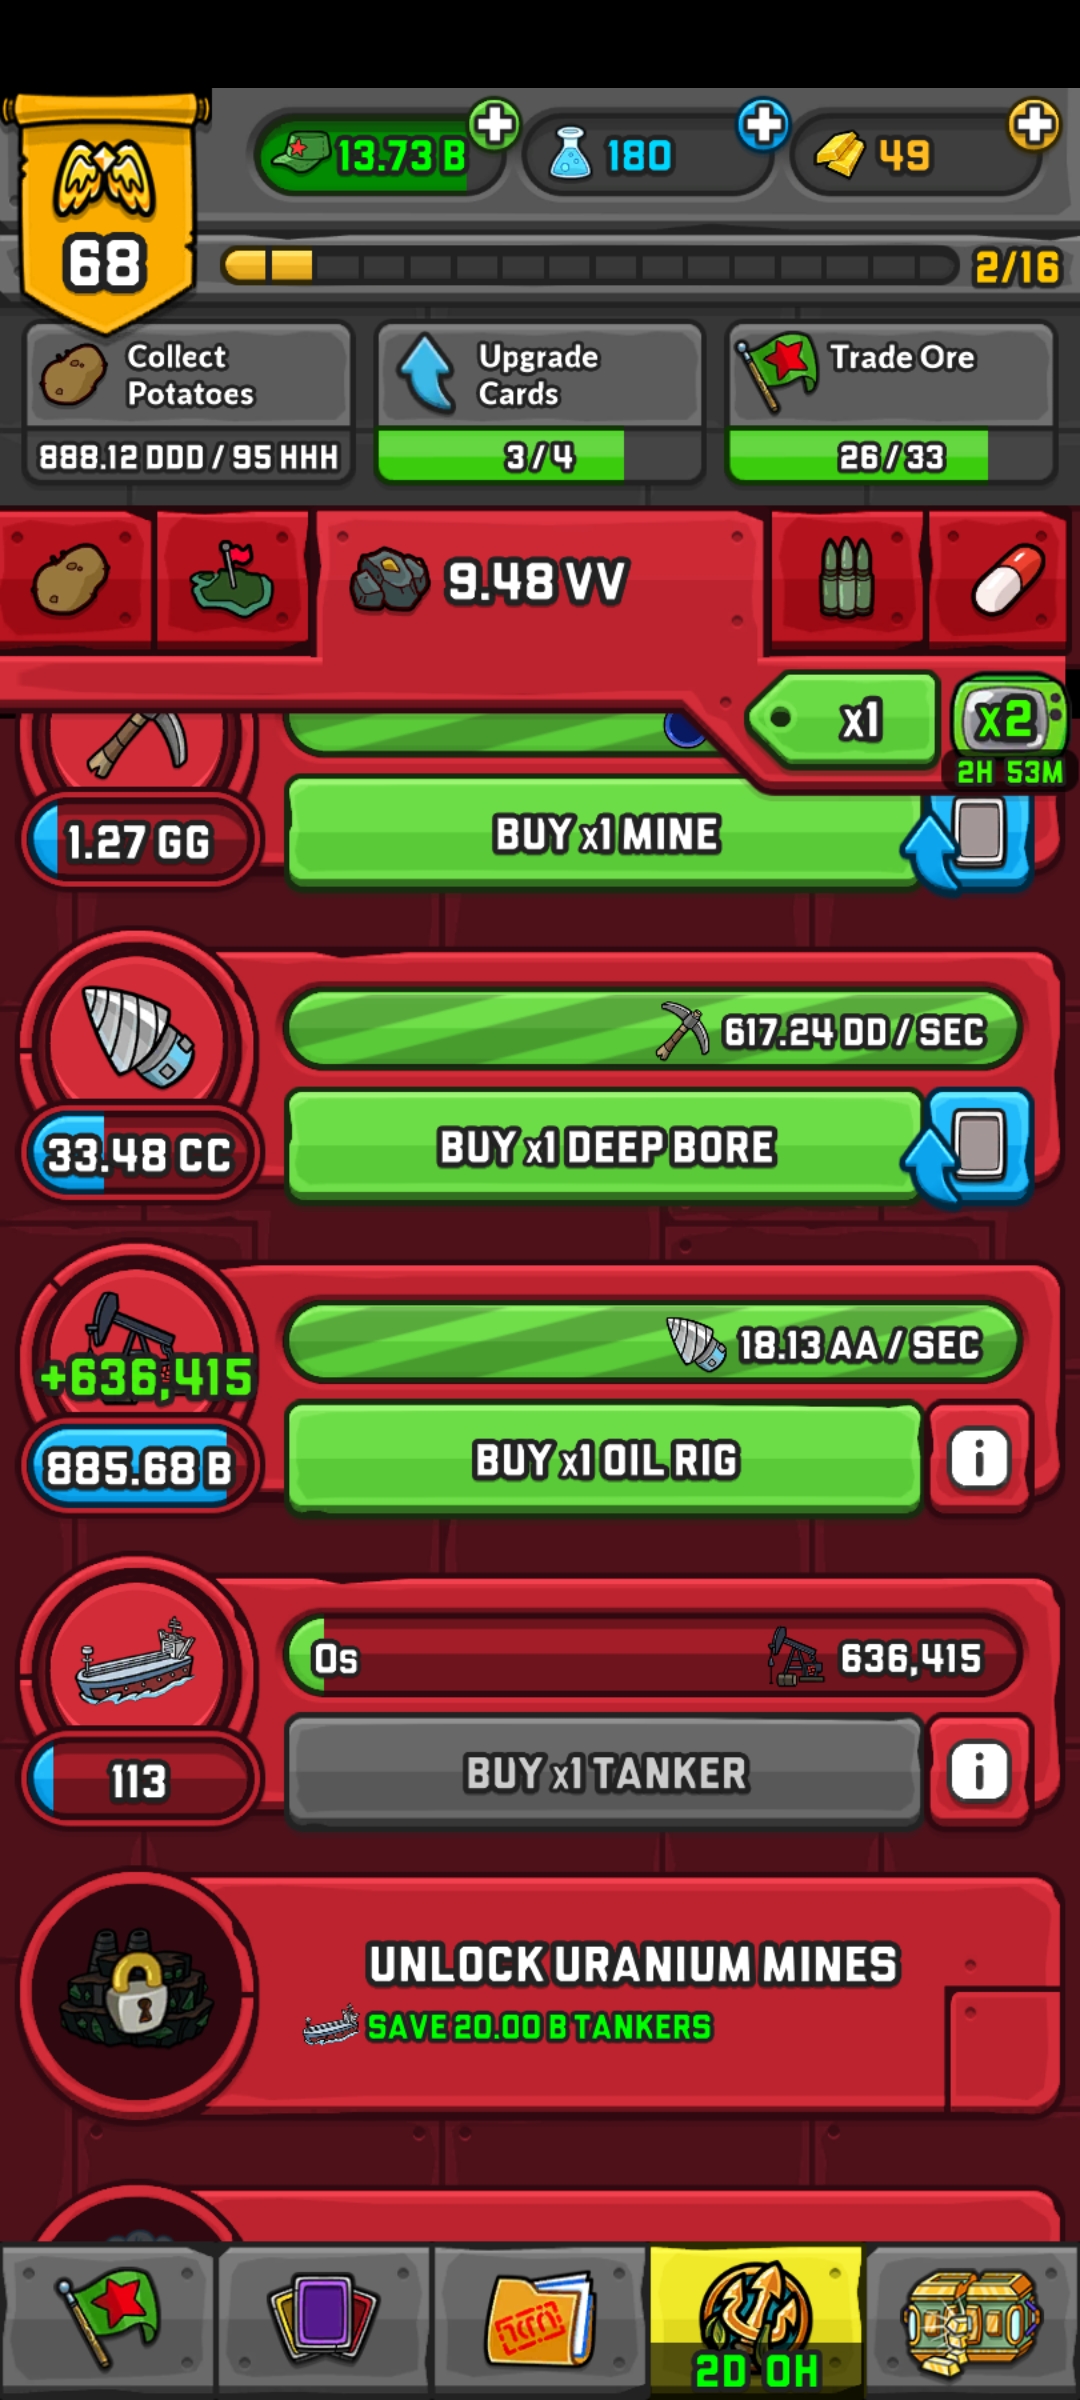 13.73 B
180
49
68
2/16
Collect
Potatoes
888.12 DDD / 95 HHH
Upgrade
Cards
3/4
Trade Ore
26/33
9.48 VV
x1
x2
2H 53M
1.27 GG
BUY x1 MINE
617.24 DD / SEC
33.48 CC
BUY x1 DEEP BORE
+636,415
18.13 AA / SEC
885.68 B
BUY x1 OIL RIG
i
0s
636,415
113
BUY x1 TANKER
i
UNLOCK URANIUM MINES
SAVE 20.00 B TANKERS
2D 0H